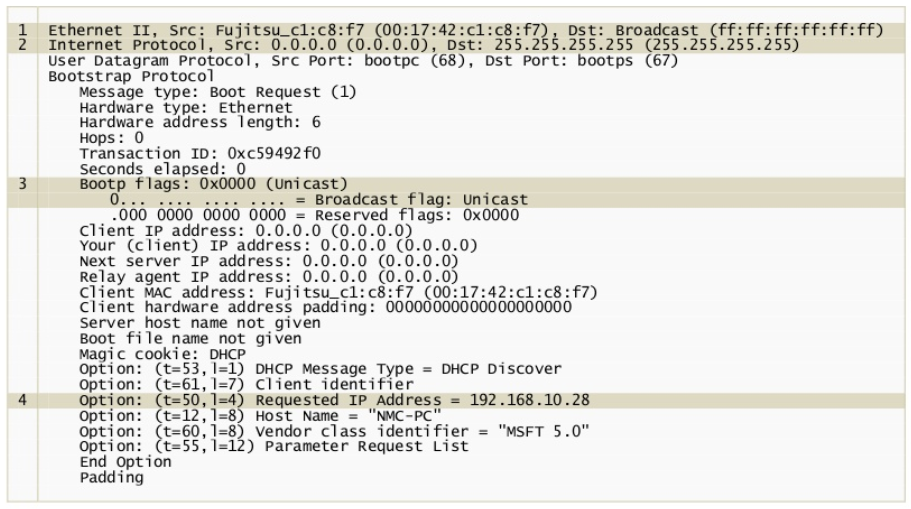 1 Ethernet II, Src: Fujitsu_c1:c8:f7 (00:17:42:c1:c8:f7), Dst: Broadcast (ff:ff:ff:ff:ff:ff)
2 Internet Protocol, Src: 0.0.0.0 (0.0.0.0), Dst: 255.255.255.255 (255.255.255.255)
User Datagram Protocol, Src Port: bootpc (68), Dst Port: bootps (67)
Bootstrap Protocol
Message type: Boot Request (1)
Hardware type: Ethernet
Hardware address length: 6
Hops: 0
Transaction ID: 0xc59492f0
Seconds elapsed: 0
3 Bootp flags: 0x0000 (Unicast)
0... .... .... .... = Broadcast flag: Unicast
.000 0000 0000 0000 = Reserved flags: 0x0000
Client IP address: 0.0.0.0 (0.0.0.0)
Your (client) IP address: 0.0.0.0 (0.0.0.0)
Next server IP address: 0.0.0.0 (0.0.0.0)
Relay agent IP address: 0.0.0.0 (0.0.0.0)
Client MAC address: Fujitsu_c1:c8:f7 (00:17:42:c1:c8:f7)
Client hardware address padding: 00000000000000000000
Server host name not given
Boot file name not given
Magic cookie: DHCP
Option: (t=53,l=1) DHCP Message Type = DHCP Discover
Option: (t=61,l=7) Client identifier
4 Option: (t=50,l=4) Requested IP Address = 192.168.10.28
Option: (t=12,l=8) Host Name = "NMC-PC"
Option: (t=60,l=8) Vendor class identifier = "MSFT 5.0"
Option: (t=55,l=12) Parameter Request List
End Option
Padding